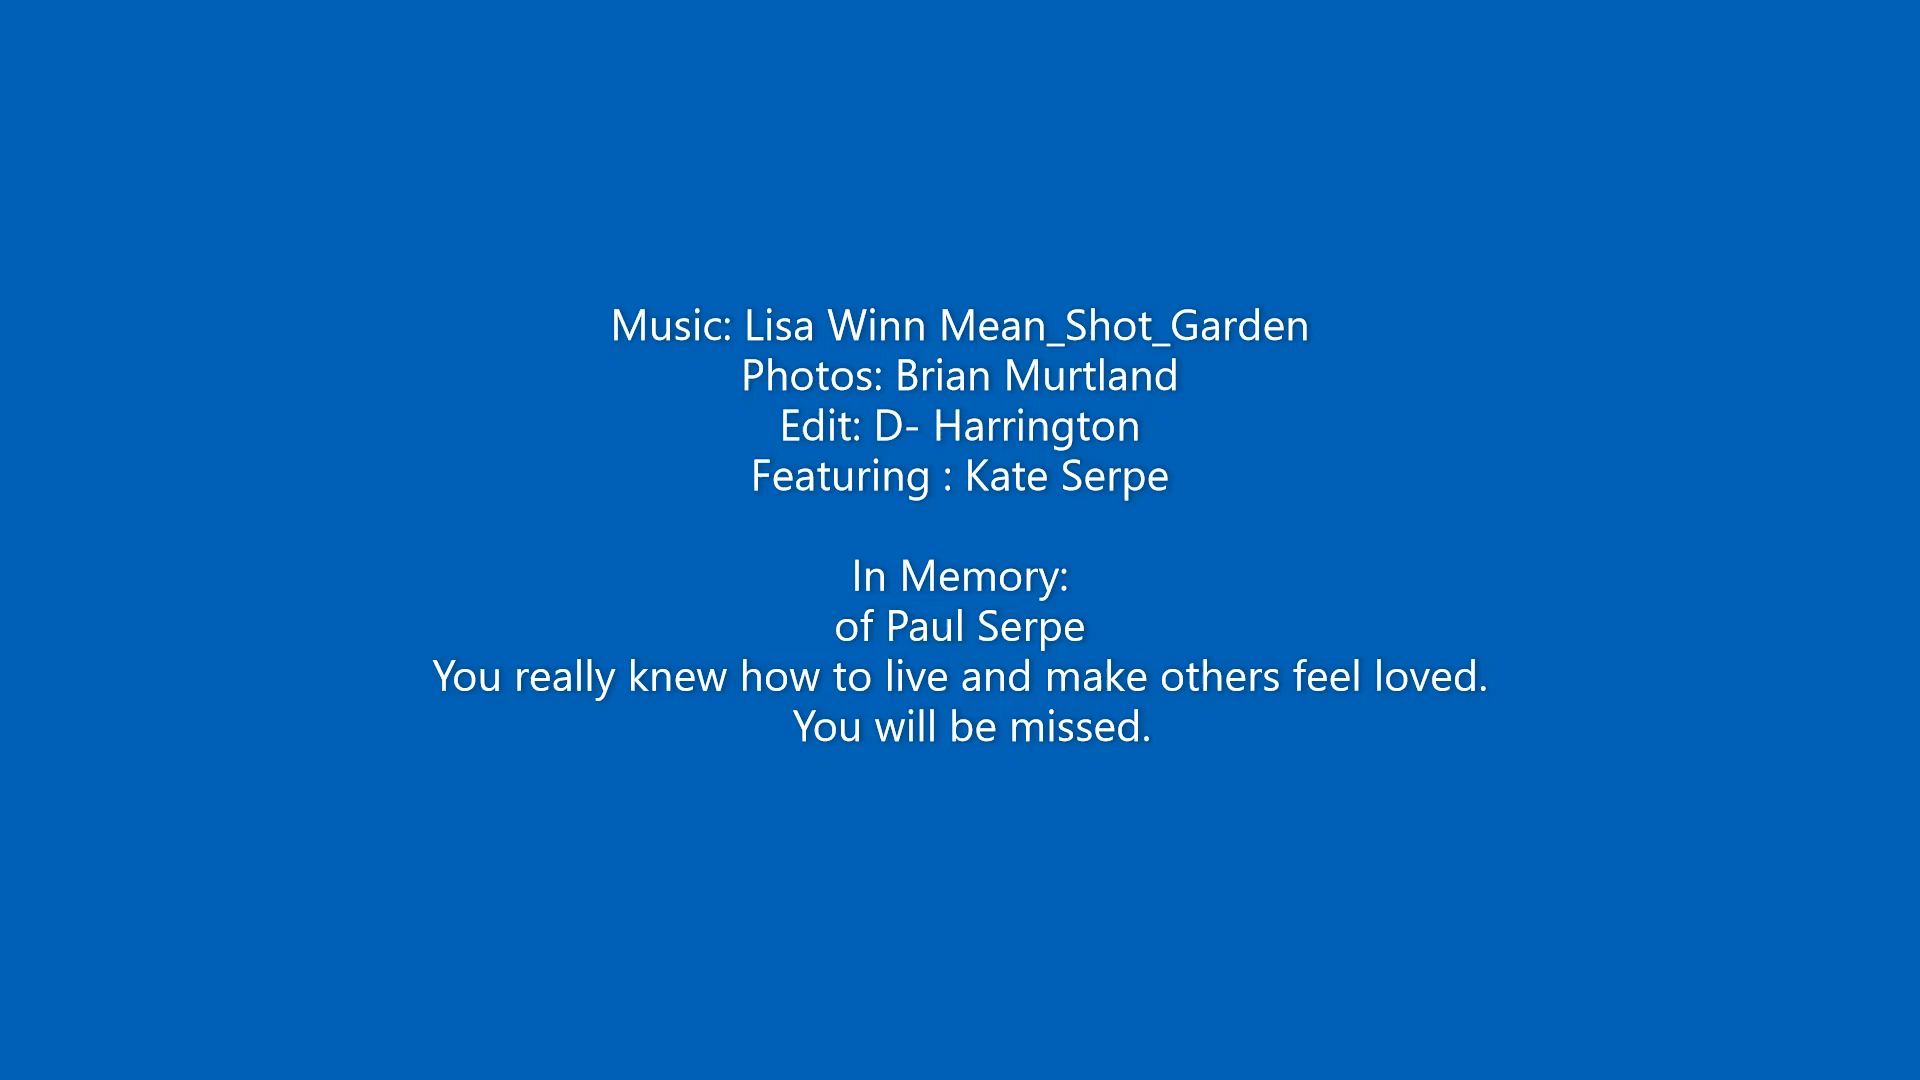 Music: Lisa Winn Mean_Shot_Garden
Photos: Brian Murtland
Edit: D- Harrington
Featuring : Kate Serpe
In Memory:
of Paul Serpe
You really knew how to live and make others feel loved.
You will be missed.